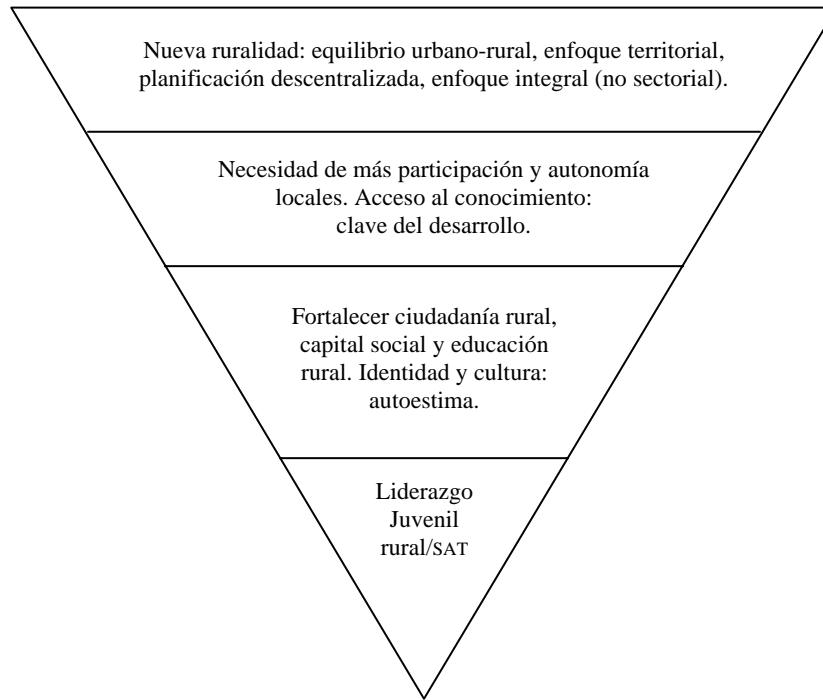 Nueva ruralidad: equilibrio urbano-rural, enfoque territorial,
planificación descentralizada, enfoque integral (no sectorial).
Necesidad de más participación y autonomía
locales. Acceso al conocimiento:
clave del desarrollo.
Fortalecer ciudadanía rural,
capital social y educación
rural. Identidad y cultura:
autoestima.
Liderazgo
Juvenil
rural/SAT